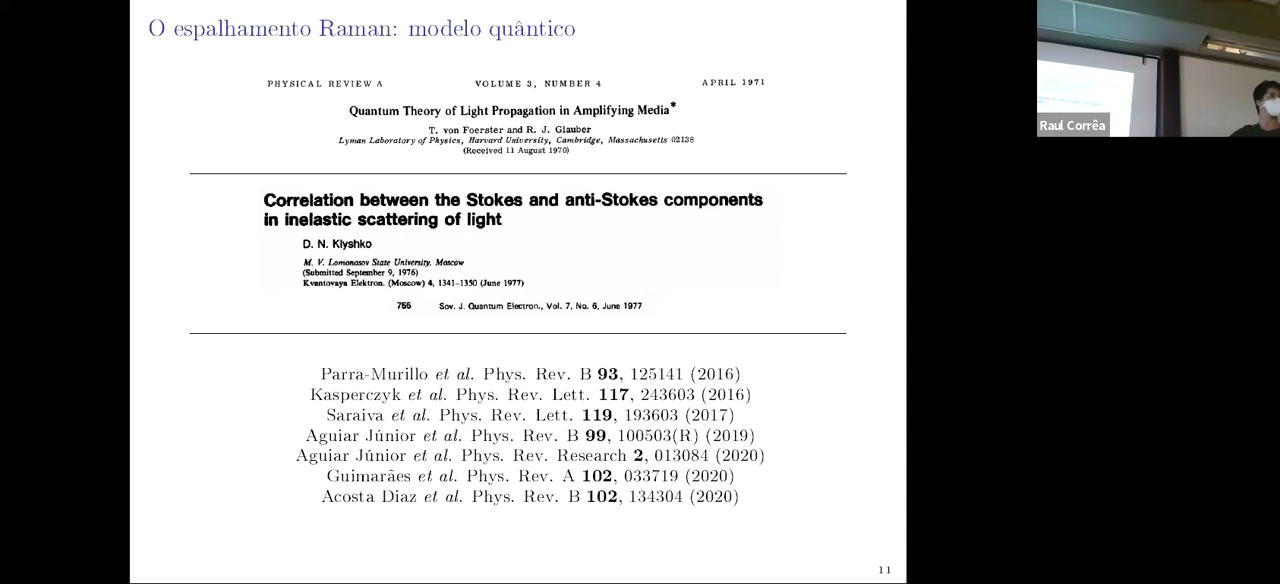 O espalhamento Raman: modelo quântico
PHYSICAL REVIEW A VOLUME 3, NUMBER 4 APRIL 1971
Quantum Theory of Light Propagation in Amplifying Media*
T. von Foerster and R. J. Glauber
Lyman Laboratory of Physics, Harvard University, Cambridge, Massachusetts 02138
(Received 11 August 1970)
Correlation between the Stokes and anti-Stokes components
in inelastic scattering of light
D. N. Klyshko
M. V. Lomonosov State University, Moscow
(Submitted September 9, 1976)
Kvantovaya Elektron. (Moscow) 4, 1341–1350 (June 1977)
755 Sov. J. Quantum Electron., Vol. 7, No. 6, June 1977
Parra-Murillo et al. Phys. Rev. B 93, 125141 (2016)
Kasperczyk et al. Phys. Rev. Lett. 117, 243603 (2016)
Saraiva et al. Phys. Rev. Lett. 119, 193603 (2017)
Aguiar Júnior et al. Phys. Rev. B 99, 100503(R) (2019)
Aguiar Júnior et al. Phys. Rev. Research 2, 013084 (2020)
Guimarães et al. Phys. Rev. A 102, 033719 (2020)
Acosta Diaz et al. Phys. Rev. B 102, 134304 (2020)
11
Raul Corrêa